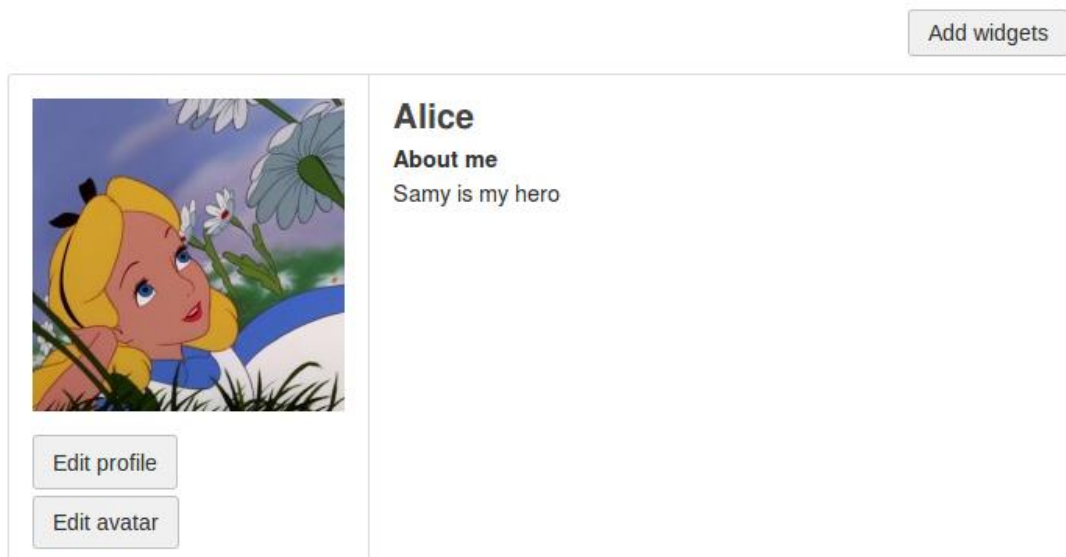 Add widgets
Alice
About me
Samy is my hero
Edit profile
Edit avatar